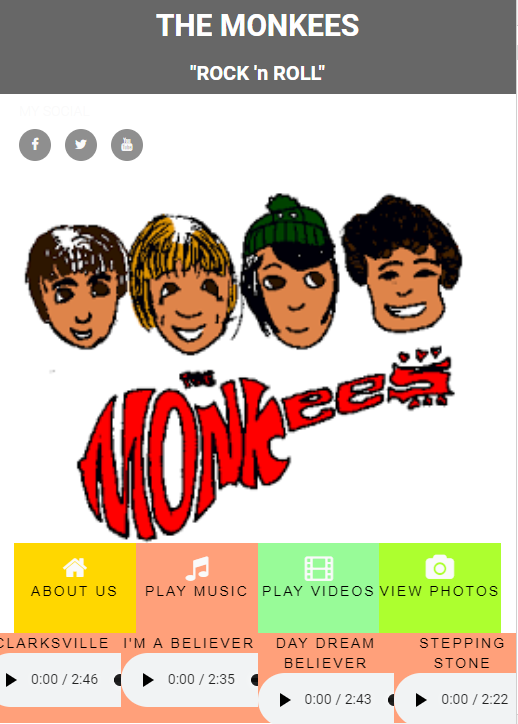 THE MONKEES
"ROCK 'n ROLL"
THE
MONKEES
ABOUT US
PLAY MUSIC
PLAY VIDEOS
VIEW PHOTOS
CLARKSVILLE
0:00 / 2:46
I'M A BELIEVER
0:00 / 2:35
DAY DREAM
BELIEVER
0:00 / 2:43
STEPPING
STONE
0:00 / 2:22